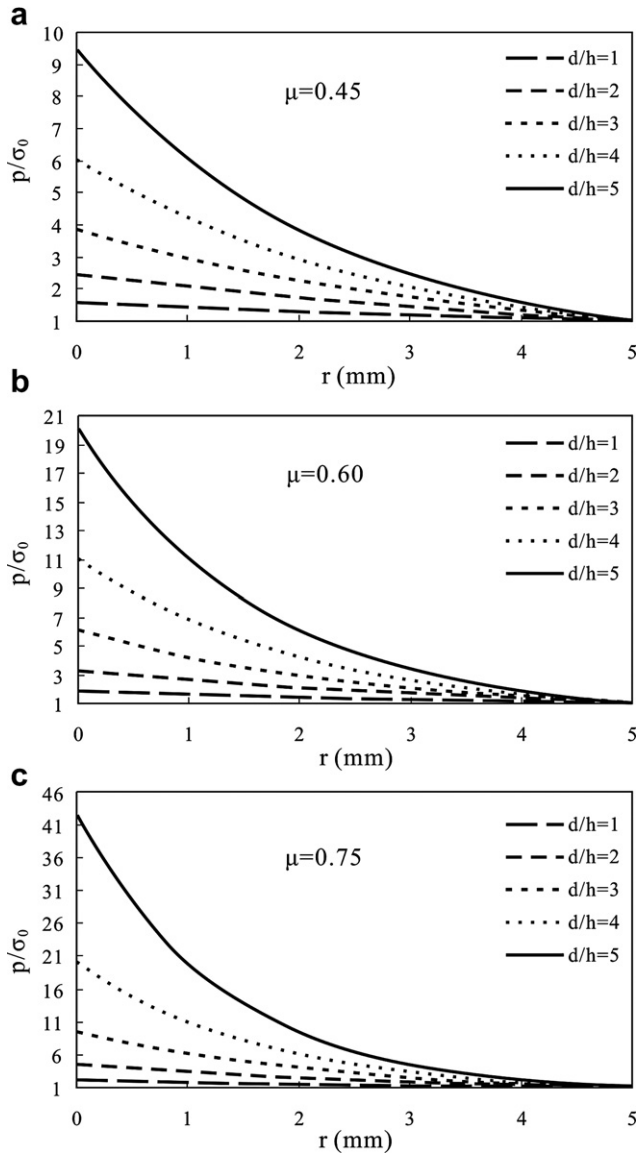 a
10
9
8
7
6
5
4
3
2
1
p/σ₀
μ=0.45
d/h=1
d/h=2
d/h=3
d/h=4
d/h=5
0 1 2 3 4 5
r (mm)
b
21
19
17
15
13
11
9
7
5
3
1
p/σ₀
μ=0.60
d/h=1
d/h=2
d/h=3
d/h=4
d/h=5
0 1 2 3 4 5
r (mm)
c
46
41
36
31
26
21
16
11
6
1
p/σ₀
μ=0.75
d/h=1
d/h=2
d/h=3
d/h=4
d/h=5
0 1 2 3 4 5
r (mm)